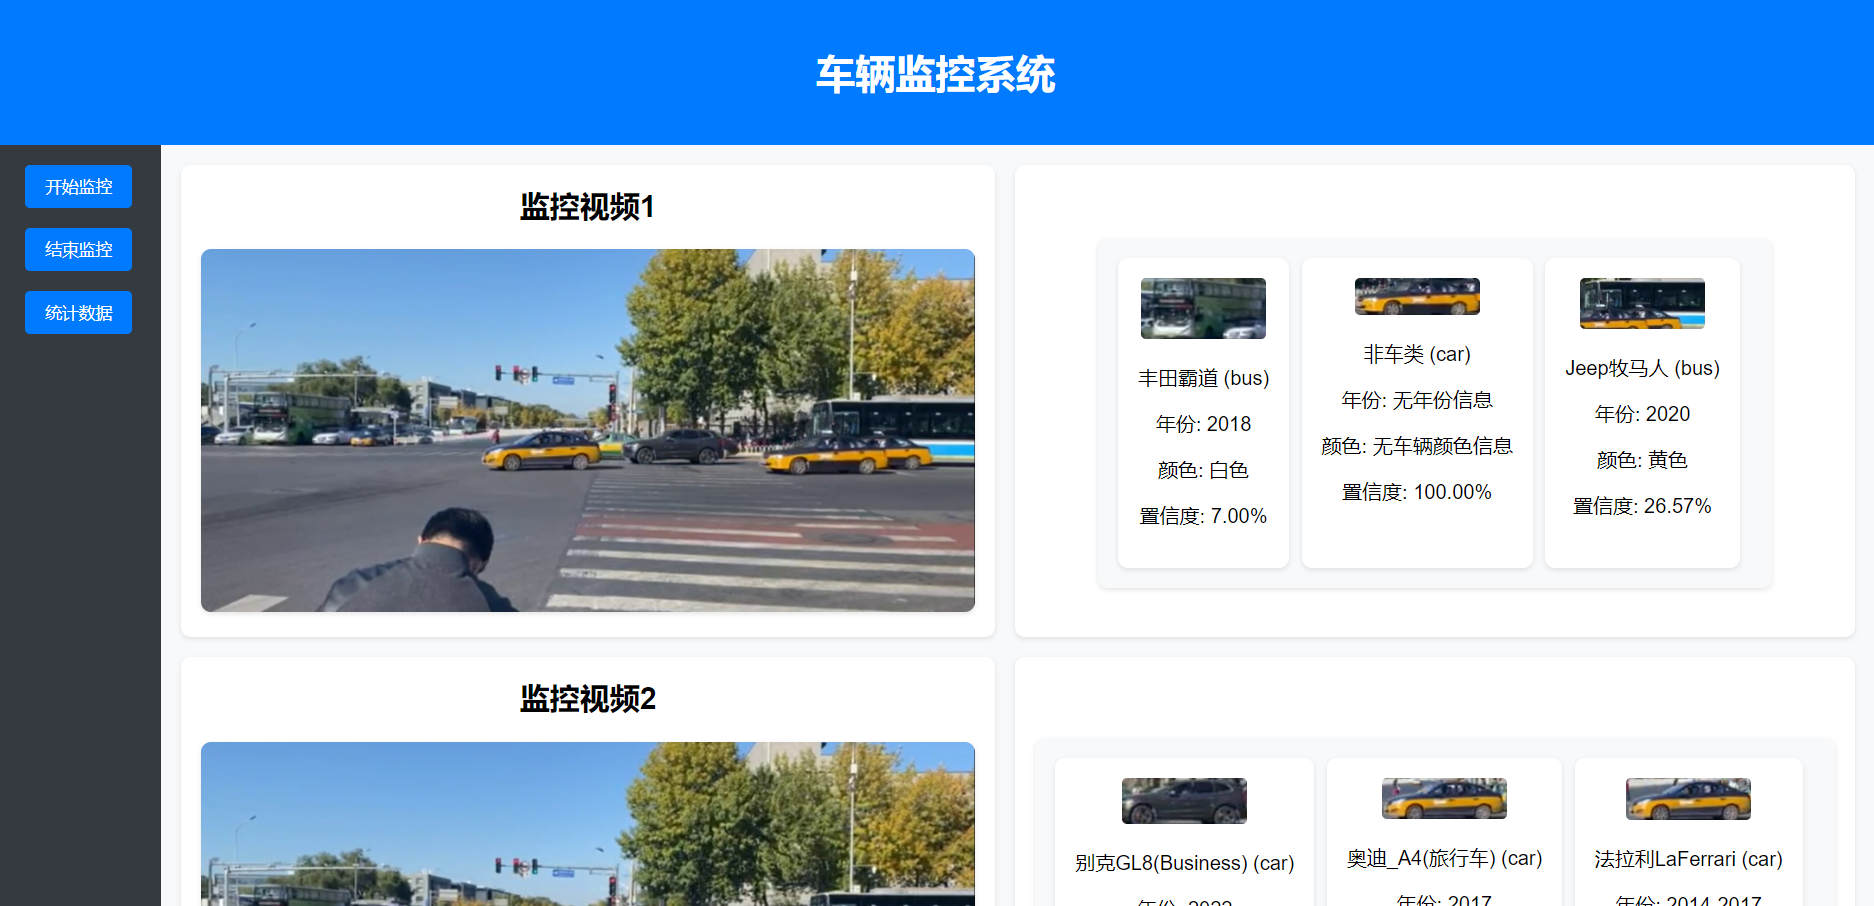 车辆监控系统
开始监控
结束监控
统计数据
监控视频1
丰田霸道 (bus)
年份: 2018
颜色: 白色
置信度: 7.00%
非车类 (car)
年份: 无年份信息
颜色: 无车辆颜色信息
置信度: 100.00%
Jeep牧马人 (bus)
年份: 2020
颜色: 黄色
置信度: 26.57%
监控视频2
别克GL8(Business) (car)
年份: 2022
奥迪_A4(旅行车) (car)
年份: 2017
法拉利LaFerrari (car)
年份: 2014-2017